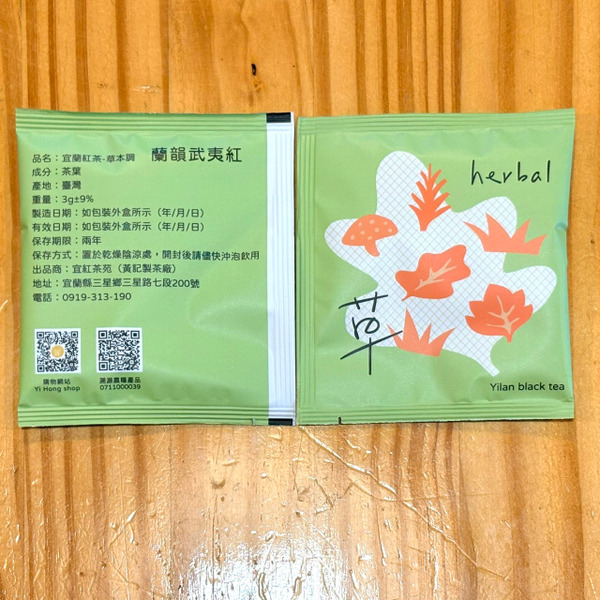 蘭韻武夷紅
品名：宜蘭紅茶-草本調
成分：茶葉
產地：臺灣
重量：3g±9%
製造日期：如包裝外盒所示（年/月/日）
有效日期：如包裝外盒所示（年/月/日）
保存期限：兩年
保存方式：置於乾燥陰涼處，開封後請儘快沖泡飲用
出品商：宜紅茶苑（黃記製茶廠）
地址：宜蘭縣三星鄉三星路七段200號
電話：0919-313-190
購物網站
Yi Hong shop
溯源農糧產品
0711000039
herbal
草
Yilan black tea